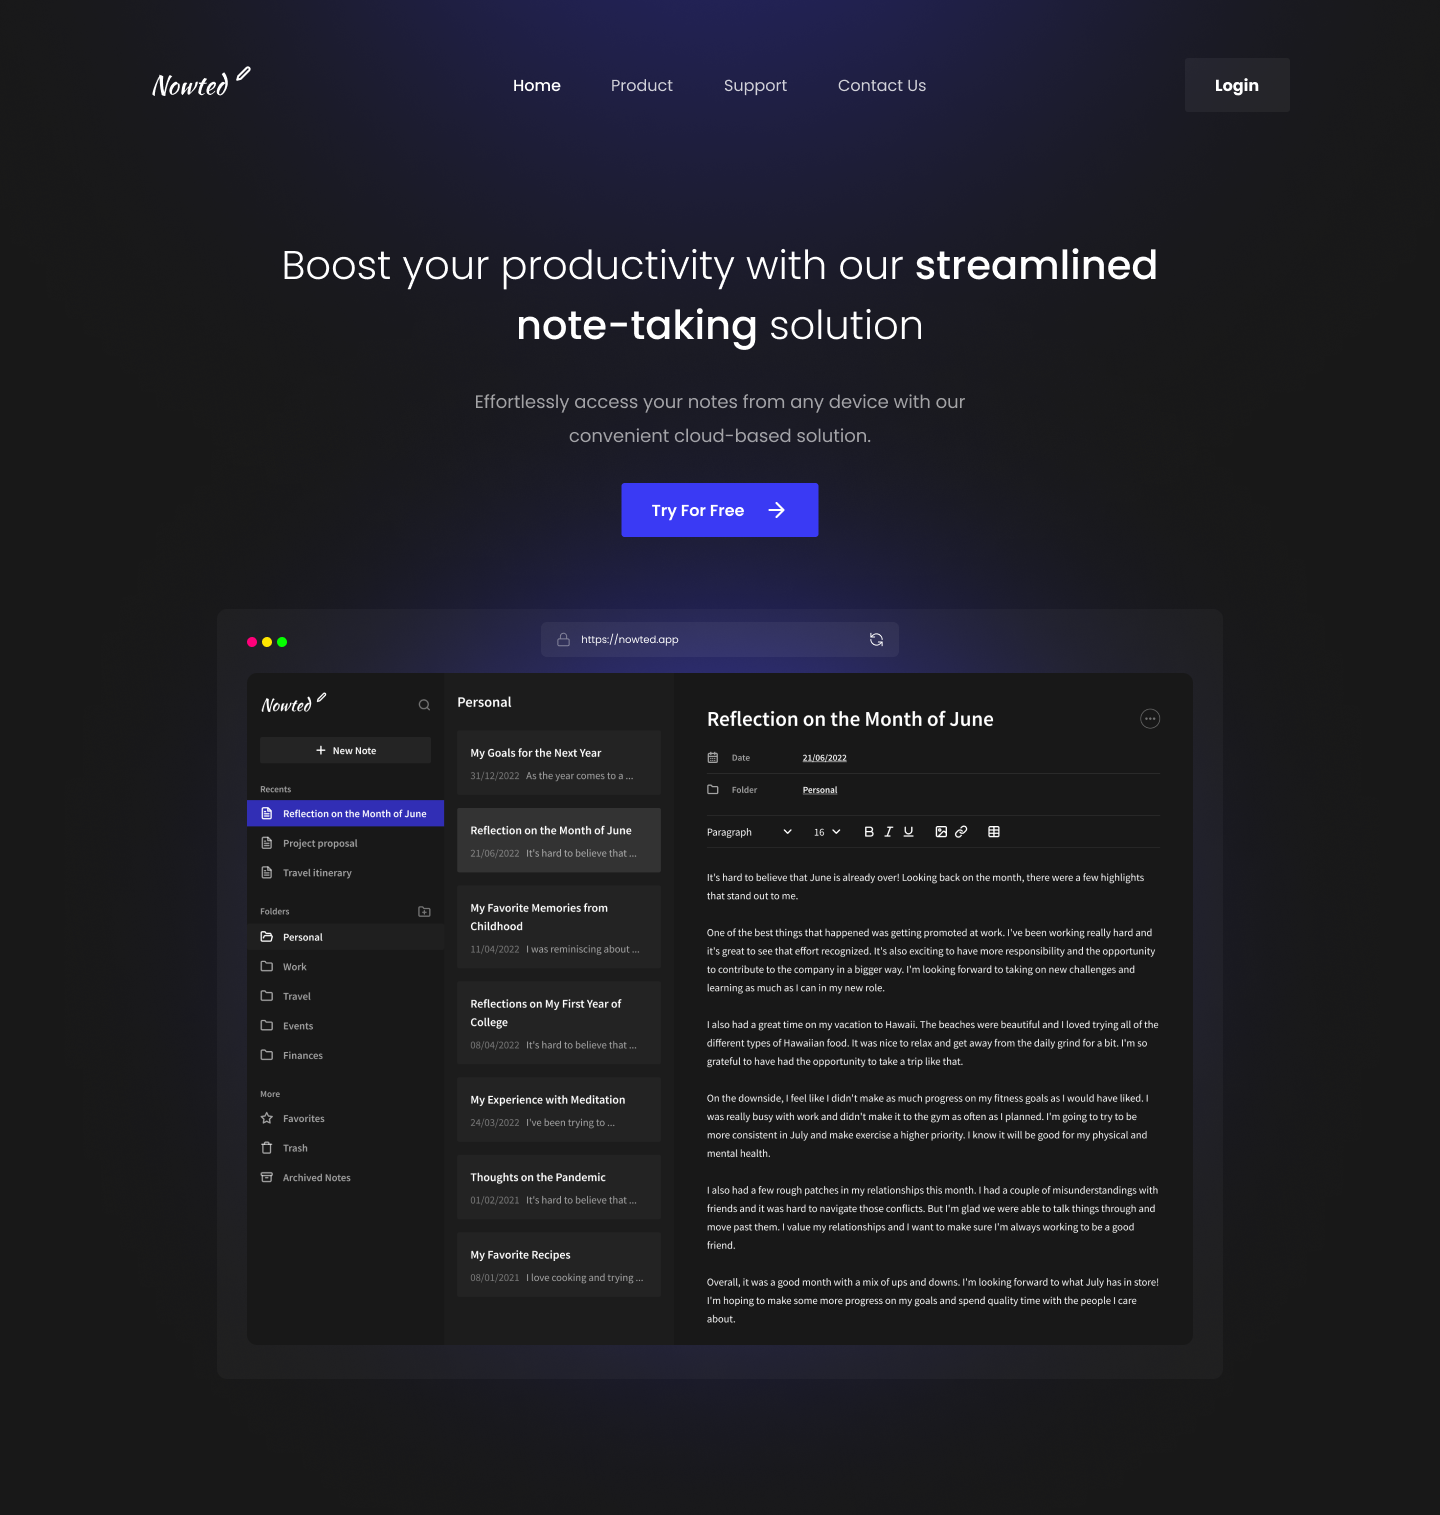 Nowted
Home Product Support Contact Us
Login
Boost your productivity with our streamlined
note-taking solution
Effortlessly access your notes from any device with our
convenient cloud-based solution.
Try For Free
https://nowted.app
Nowted
New Note
Recents
Reflection on the Month of June
Project proposal
Travel itinerary
Folders
Personal
Work
Travel
Events
Finances
More
Favorites
Trash
Archived Notes
Personal
My Goals for the Next Year
31/12/2022 As the year comes to a ...
Reflection on the Month of June
21/06/2022 It's hard to believe that ...
My Favorite Memories from
Childhood
11/04/2022 I was reminiscing about ...
Reflections on My First Year of
College
08/04/2022 It's hard to believe that ...
My Experience with Meditation
24/03/2022 I've been trying to ...
Thoughts on the Pandemic
01/02/2021 It's hard to believe that ...
My Favorite Recipes
08/01/2021 I love cooking and trying ...
Reflection on the Month of June
Date 21/06/2022
Folder Personal
Paragraph 16 B I U
It's hard to believe that June is already over! Looking back on the month, there were a few highlights
that stand out to me.
One of the best things that happened was getting promoted at work. I've been working really hard and
it's great to see that effort recognized. It's also exciting to have more responsibility and the opportunity
to contribute to the company in a bigger way. I'm looking forward to taking on new challenges and
learning as much as I can in my new role.
I also had a great time on my vacation to Hawaii. The beaches were beautiful and I loved trying all of the
different types of Hawaiian food. It was nice to relax and get away from the daily grind for a bit. I'm so
grateful to have had the opportunity to take a trip like that.
On the downside, I feel like I didn't make as much progress on my fitness goals as I would have liked. I
was really busy with work and didn't make it to the gym as often as I planned. I'm going to try to be
more consistent in July and make exercise a higher priority. I know it will be good for my physical and
mental health.
I also had a few rough patches in my relationships this month. I had a couple of misunderstandings with
friends and it was hard to navigate those conflicts. But I'm glad we were able to talk things through and
move past them. I value my relationships and I want to make sure I'm always working to be a good
friend.
Overall, it was a good month with a mix of ups and downs. I'm looking forward to what July has in store!
I'm hoping to make some more progress on my goals and spend quality time with the people I care
about.